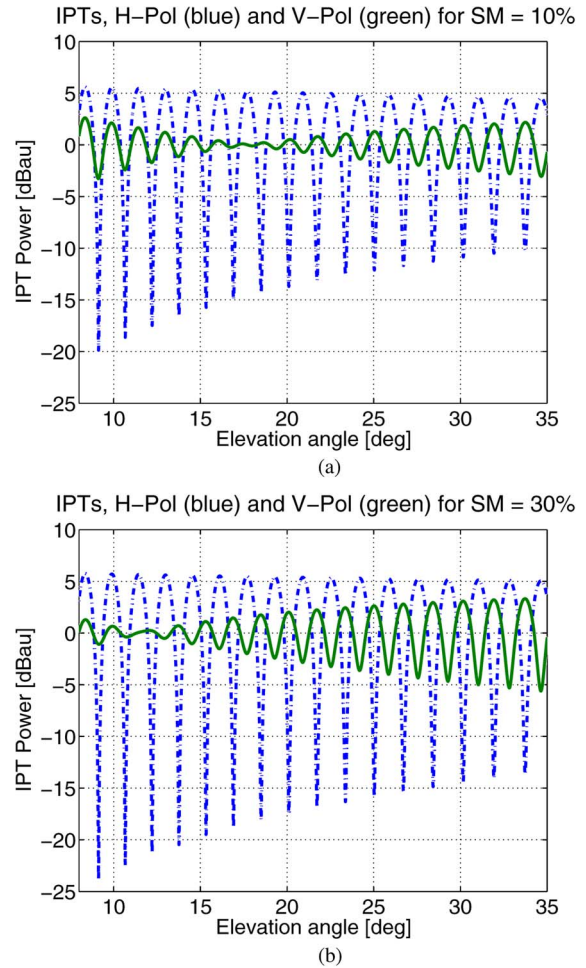 IPTs, H−Pol (blue) and V−Pol (green) for SM = 10%
10
5
0
−5
−10
−15
−20
−25
IPT Power [dBau]
10 15 20 25 30 35
Elevation angle [deg]
(a)
IPTs, H−Pol (blue) and V−Pol (green) for SM = 30%
10
5
0
−5
−10
−15
−20
−25
IPT Power [dBau]
10 15 20 25 30 35
Elevation angle [deg]
(b)